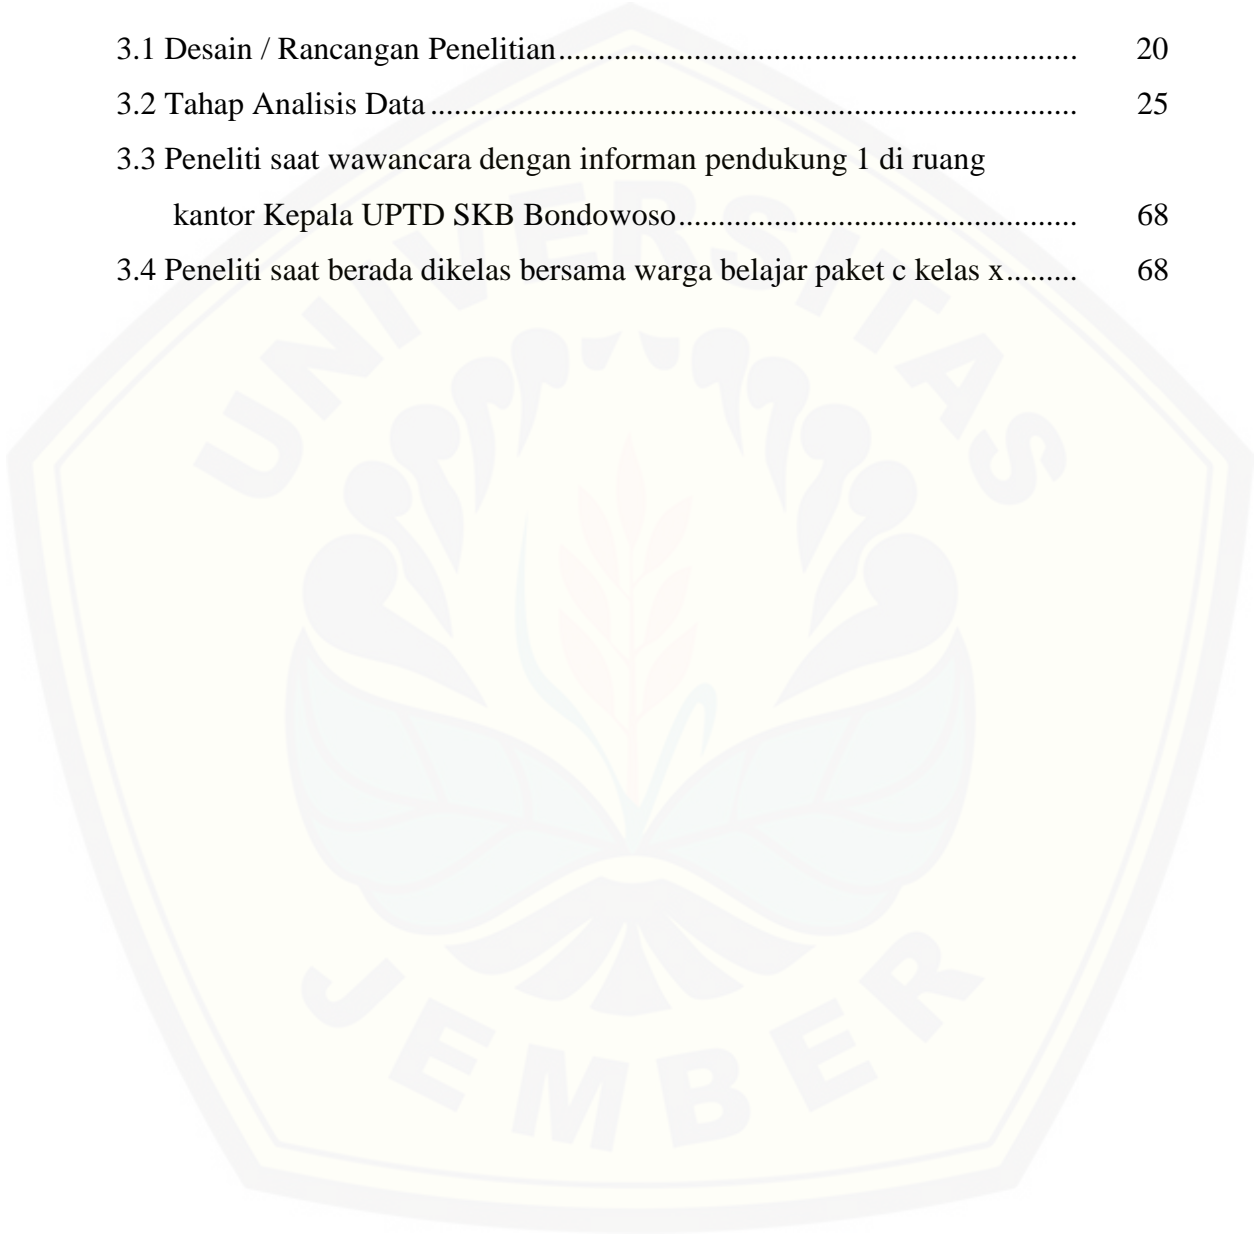 3.1 Desain / Rancangan Penelitian.................................................................. 20
3.2 Tahap Analisis Data.................................................................................. 25
3.3 Peneliti saat wawancara dengan informan pendukung 1 di ruang
kantor Kepala UPTD SKB Bondowoso................................................... 68
3.4 Peneliti saat berada dikelas bersama warga belajar paket c kelas x......... 68
UNIVERSITAS
JEMBER